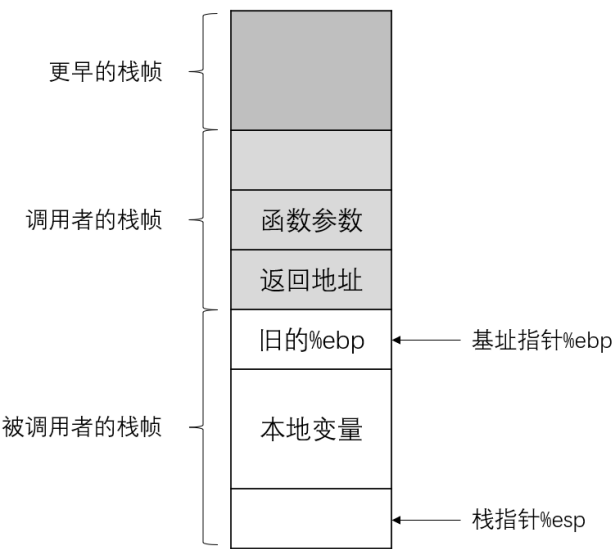 更早的栈帧
调用者的栈帧
函数参数
返回地址
旧的%ebp
基址指针%ebp
被调用者的栈帧
本地变量
栈指针%esp